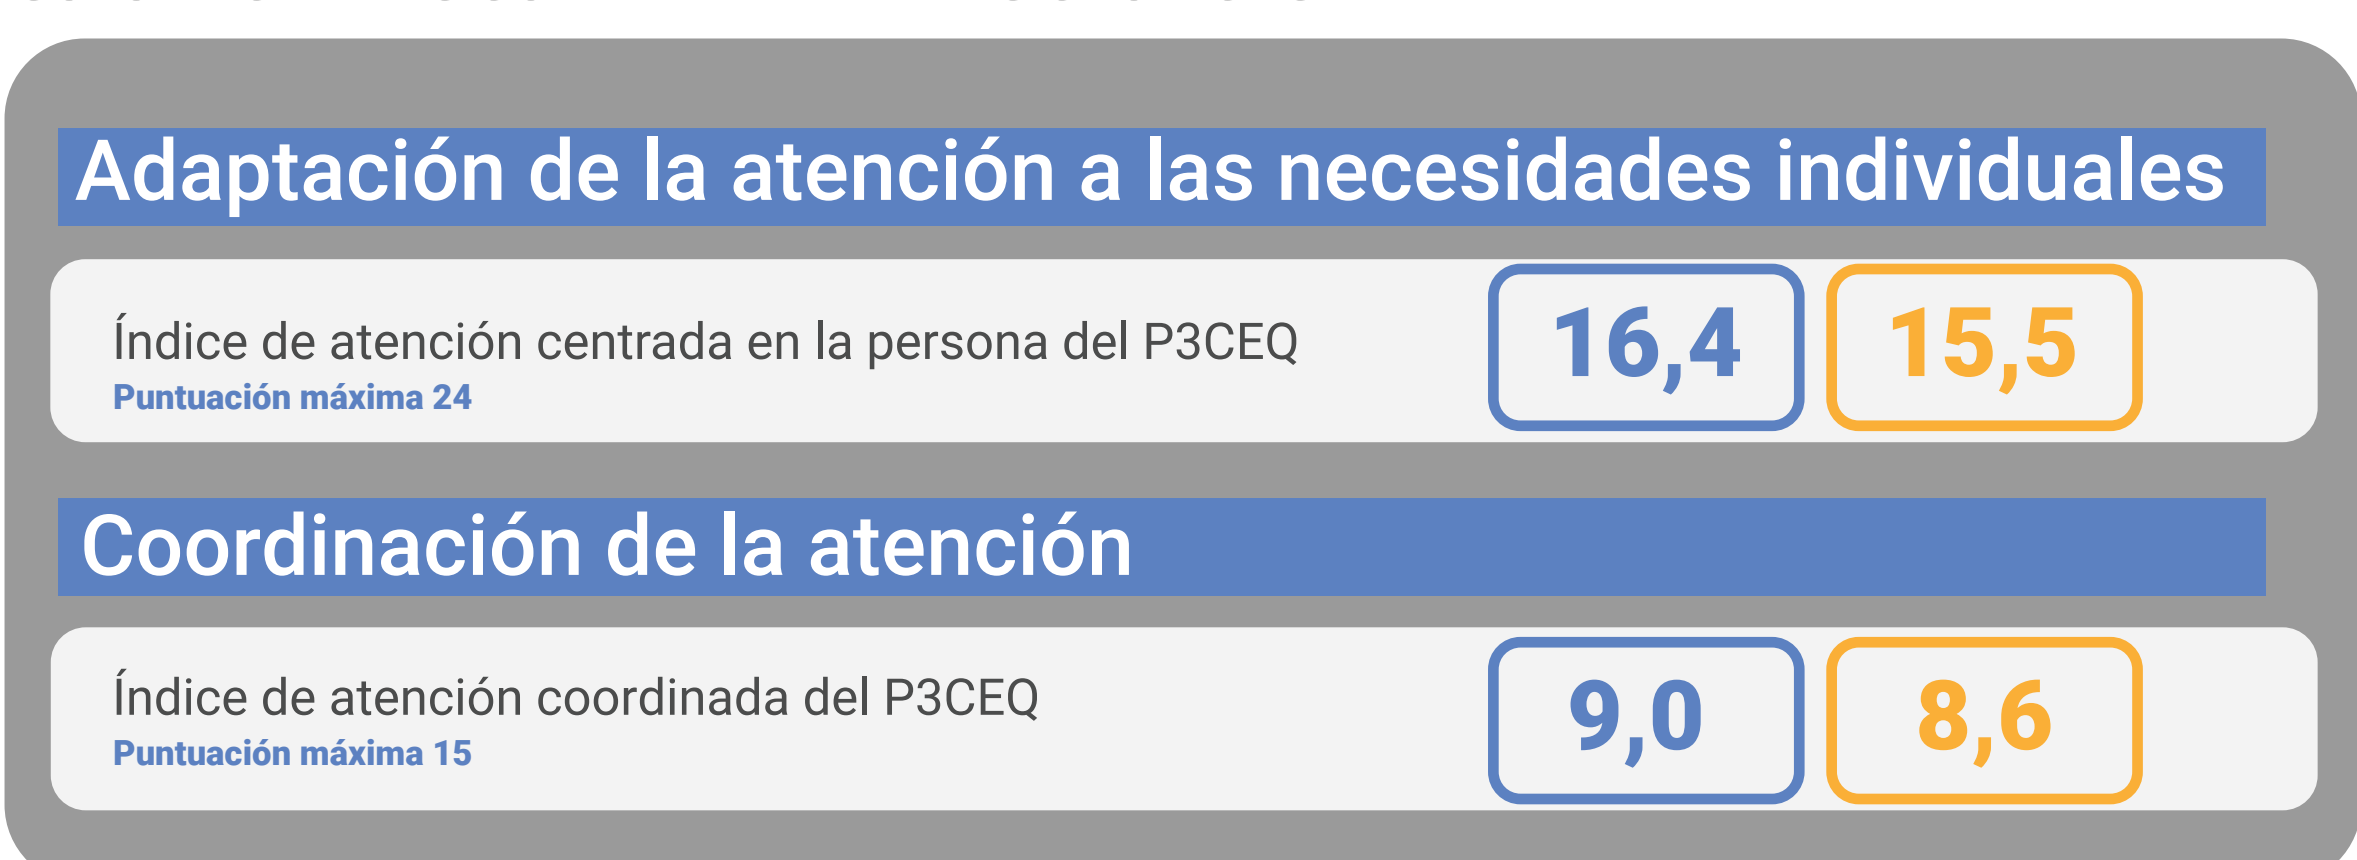 Adaptación de la atención a las necesidades individuales
Índice de atención centrada en la persona del P3CEQ
Puntuación máxima 24
16,4
15,5
Coordinación de la atención
Índice de atención coordinada del P3CEQ
Puntuación máxima 15
9,0
8,6